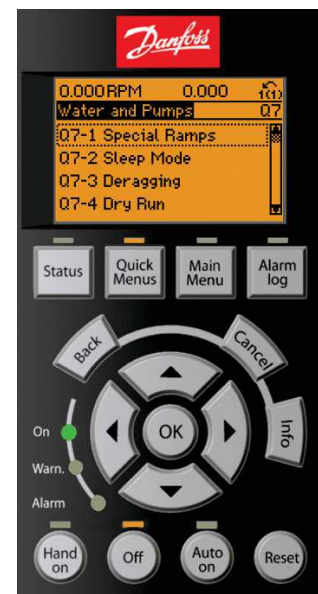 Danfoss
0.000RPM 0.000 1(1)
Water and Pumps Q7
Q7-1 Special Ramps
Q7-2 Sleep Mode
Q7-3 Deragging
Q7-4 Dry Run
Status
Quick Menus
Main Menu
Alarm log
Back
Cancel
Info
OK
On
Warn.
Alarm
Hand on
Off
Auto on
Reset